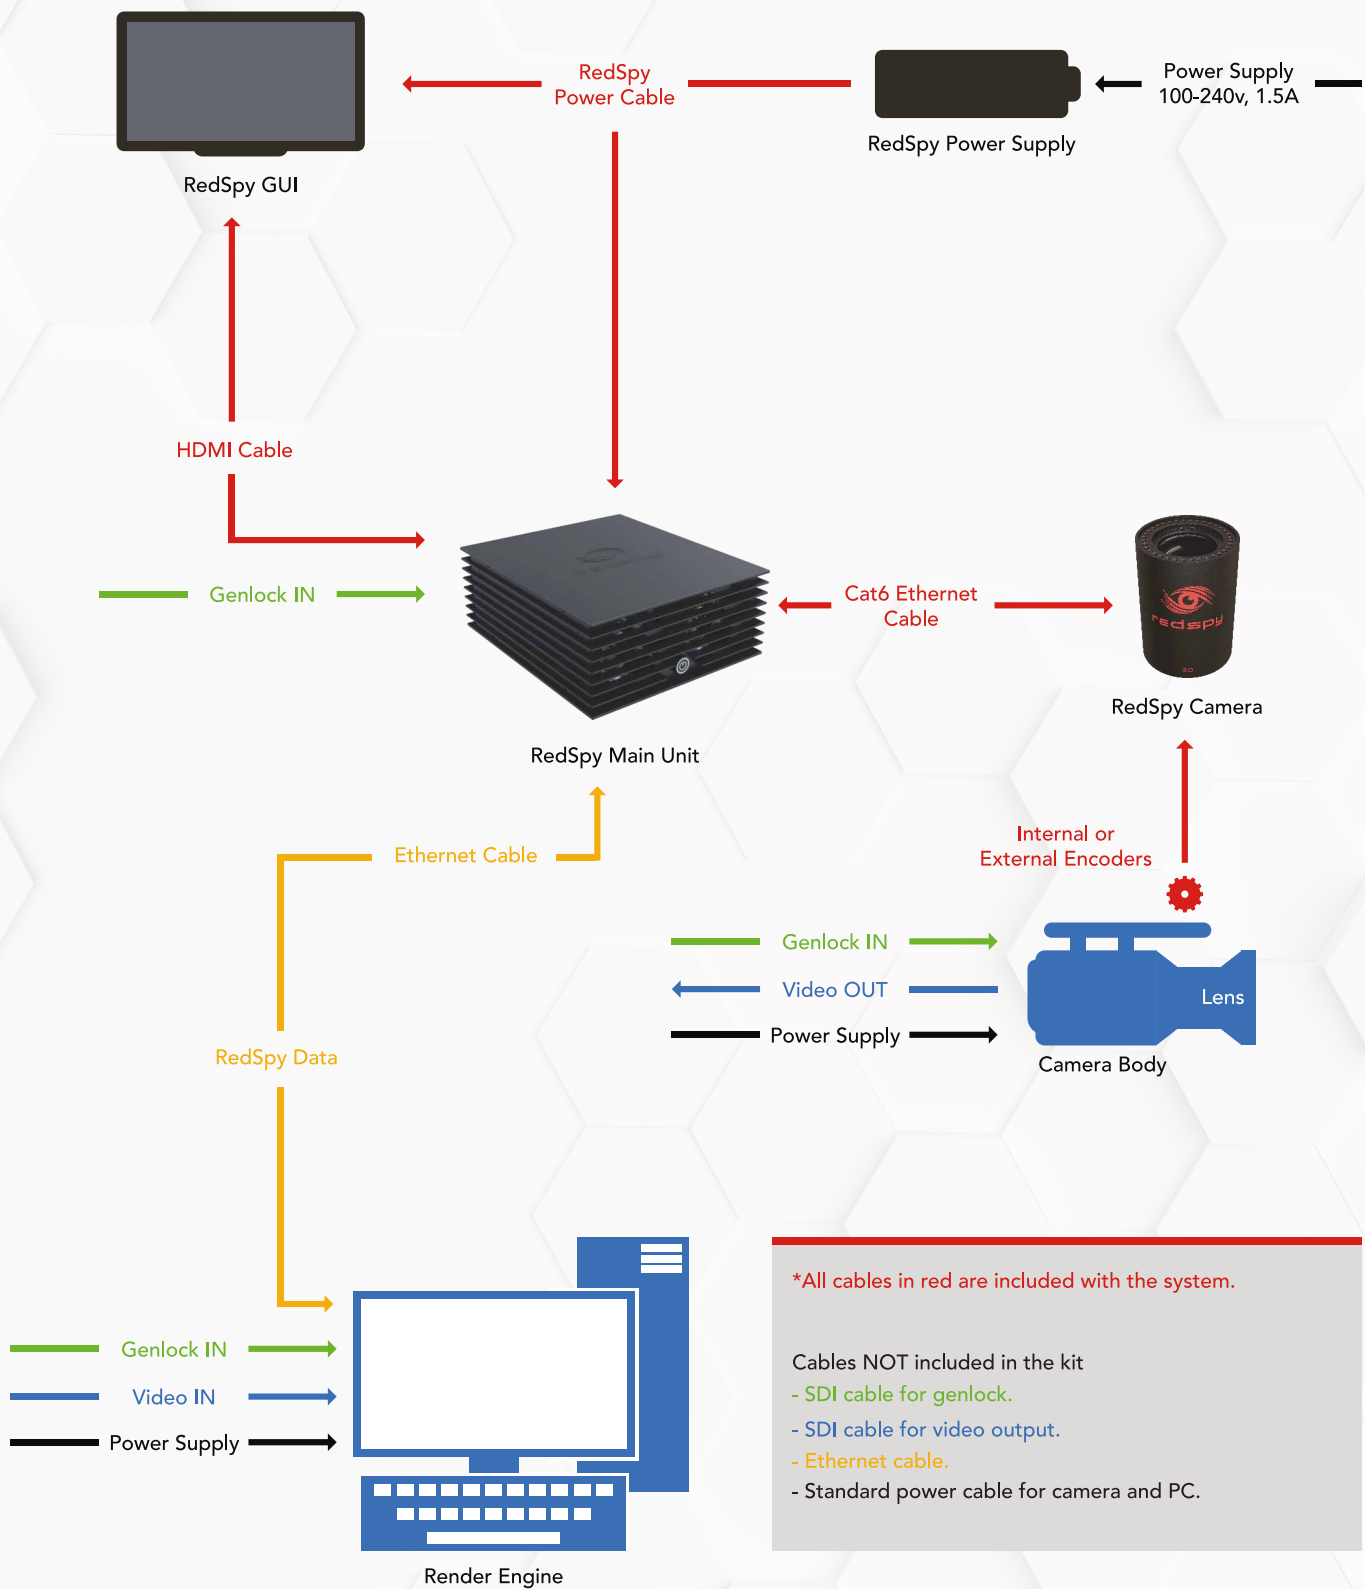 RedSpy
Power Cable
Power Supply
100-240v, 1.5A
RedSpy Power Supply
RedSpy GUI
HDMI Cable
Genlock IN
Cat6 Ethernet
Cable
redspy
3.0
RedSpy Camera
RedSpy Main Unit
Internal or
External Encoders
Ethernet Cable
Genlock IN
Video OUT
Power Supply
Lens
Camera Body
RedSpy Data
Genlock IN
Video IN
Power Supply
Render Engine
*All cables in red are included with the system.
Cables NOT included in the kit
- SDI cable for genlock.
- SDI cable for video output.
- Ethernet cable.
- Standard power cable for camera and PC.